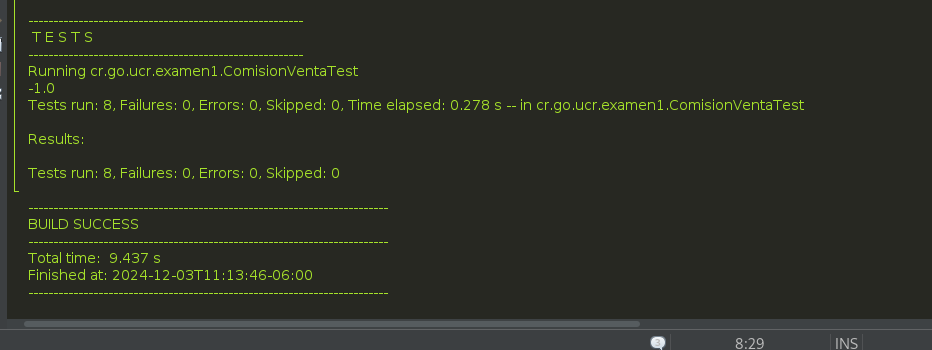 -------------------------------------------------------
T E S T S
-------------------------------------------------------
Running cr.go.ucr.examen1.ComisionVentaTest
-1.0
Tests run: 8, Failures: 0, Errors: 0, Skipped: 0, Time elapsed: 0.278 s -- in cr.go.ucr.examen1.ComisionVentaTest
Results:
Tests run: 8, Failures: 0, Errors: 0, Skipped: 0
------------------------------------------------------------------------
BUILD SUCCESS
------------------------------------------------------------------------
Total time:  9.437 s
Finished at: 2024-12-03T11:13:46-06:00
------------------------------------------------------------------------
3 8:29 INS